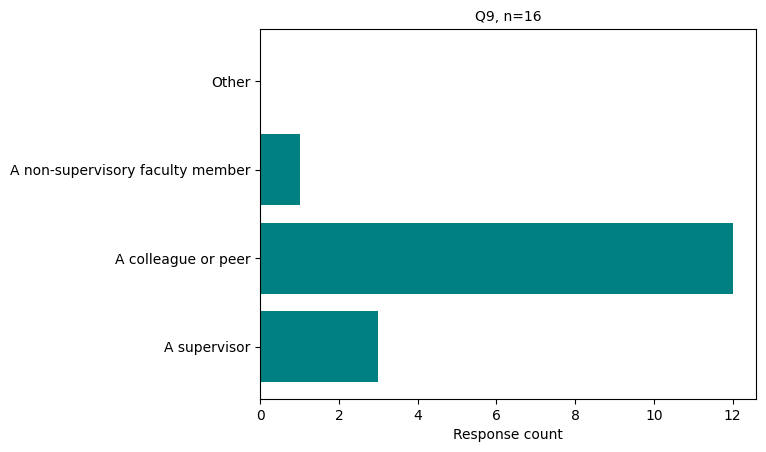 Q9, n=16
Other
A non-supervisory faculty member
A colleague or peer
A supervisor
0 2 4 6 8 10 12
Response count